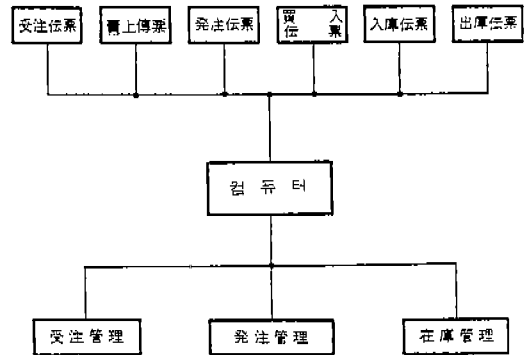 受注伝票
賣上傳票
発注伝票
買入
伝票
入庫伝票
出庫伝票
컴퓨터
受注管理
発注管理
在庫管理